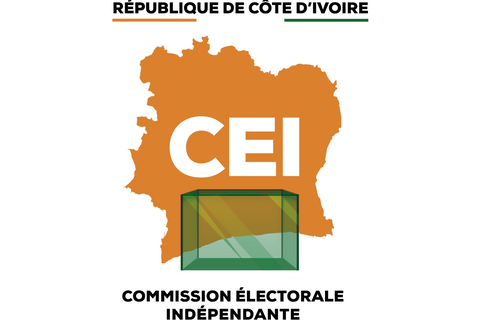 RÉPUBLIQUE DE CÔTE D'IVOIRE
CEI
COMMISSION ÉLECTORALE
INDÉPENDANTE